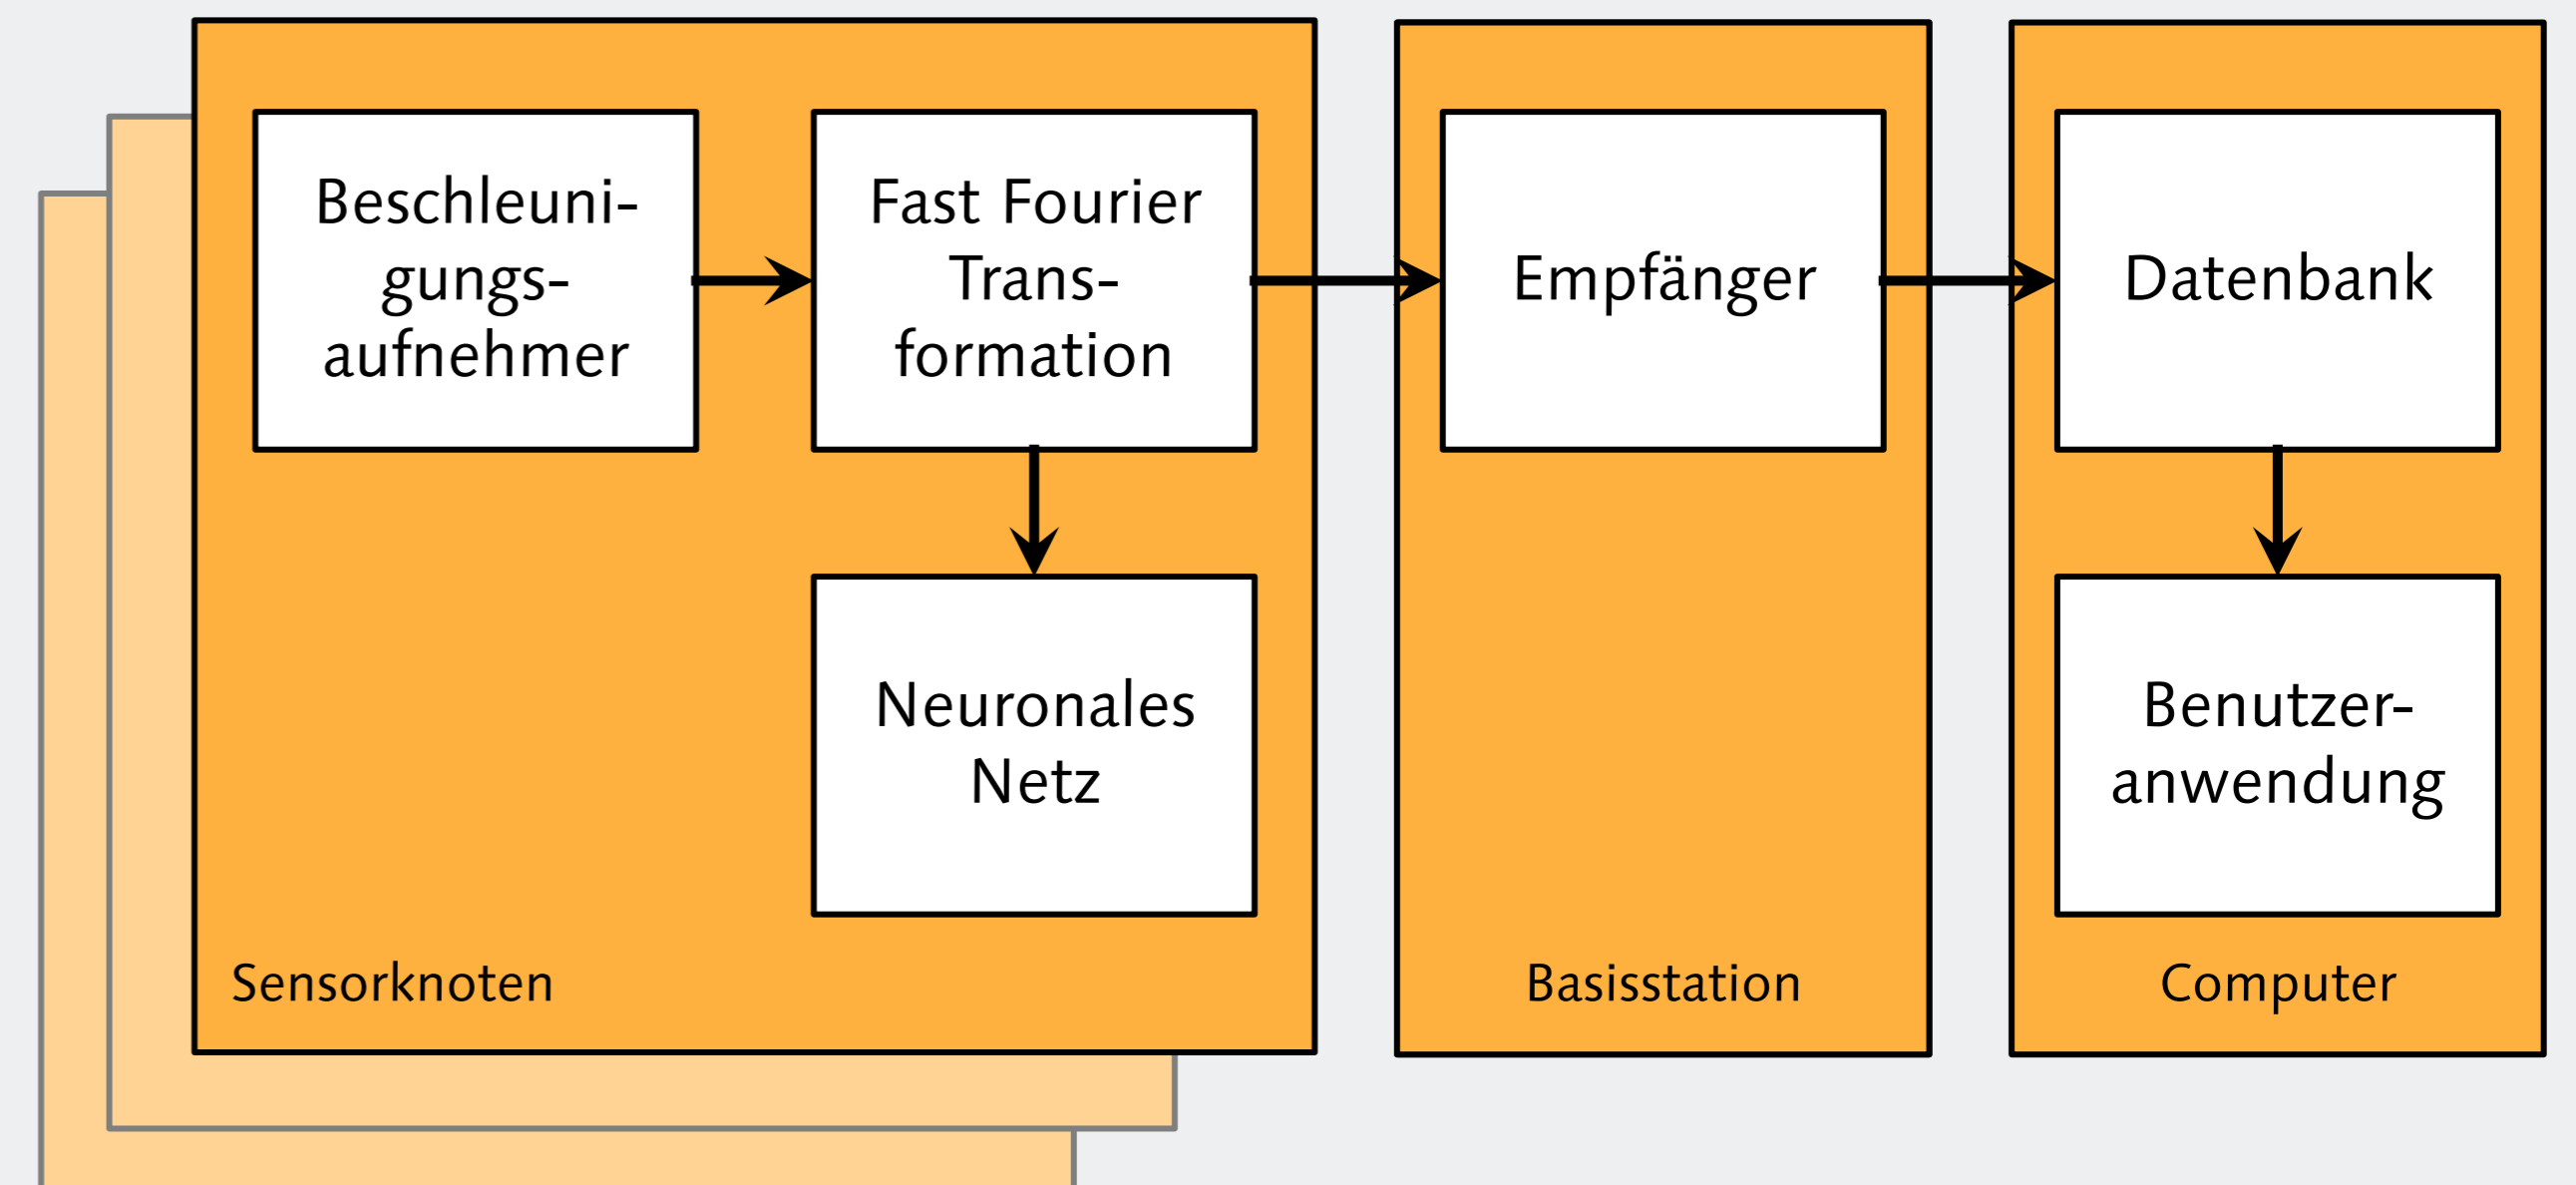 Beschleuni-
gungs-
aufnehmer
Fast Fourier
Trans-
formation
Neuronales
Netz
Sensorknoten
Empfänger
Basisstation
Datenbank
Benutzer-
anwendung
Computer